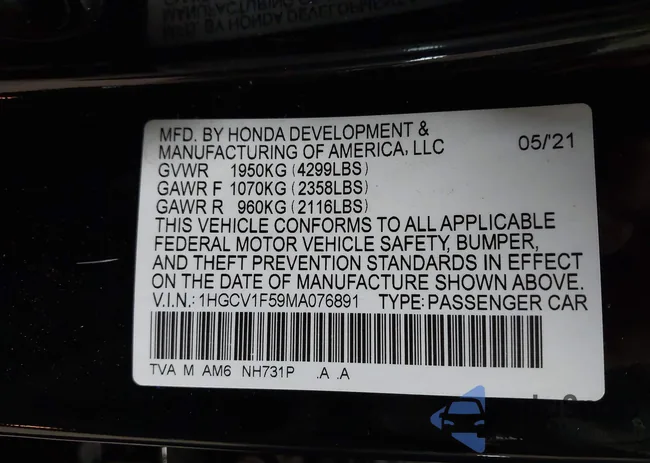 MFD. BY HONDA DEVELOPMENT &
MANUFACTURING OF AMERICA, LLC
05/21
GVWR 1950KG (4299LBS)
GAWR F 1070KG (2358LBS)
GAWR R 960KG (2116LBS)
THIS VEHICLE CONFORMS TO ALL APPLICABLE
FEDERAL MOTOR VEHICLE SAFETY, BUMPER,
AND THEFT PREVENTION STANDARDS IN EFFECT
ON THE DATE OF MANUFACTURE SHOWN ABOVE.
V.I.N.: 1HGCV1F59MA076891 TYPE: PASSENGER CAR
TVA M AM6 NH731P .A .A